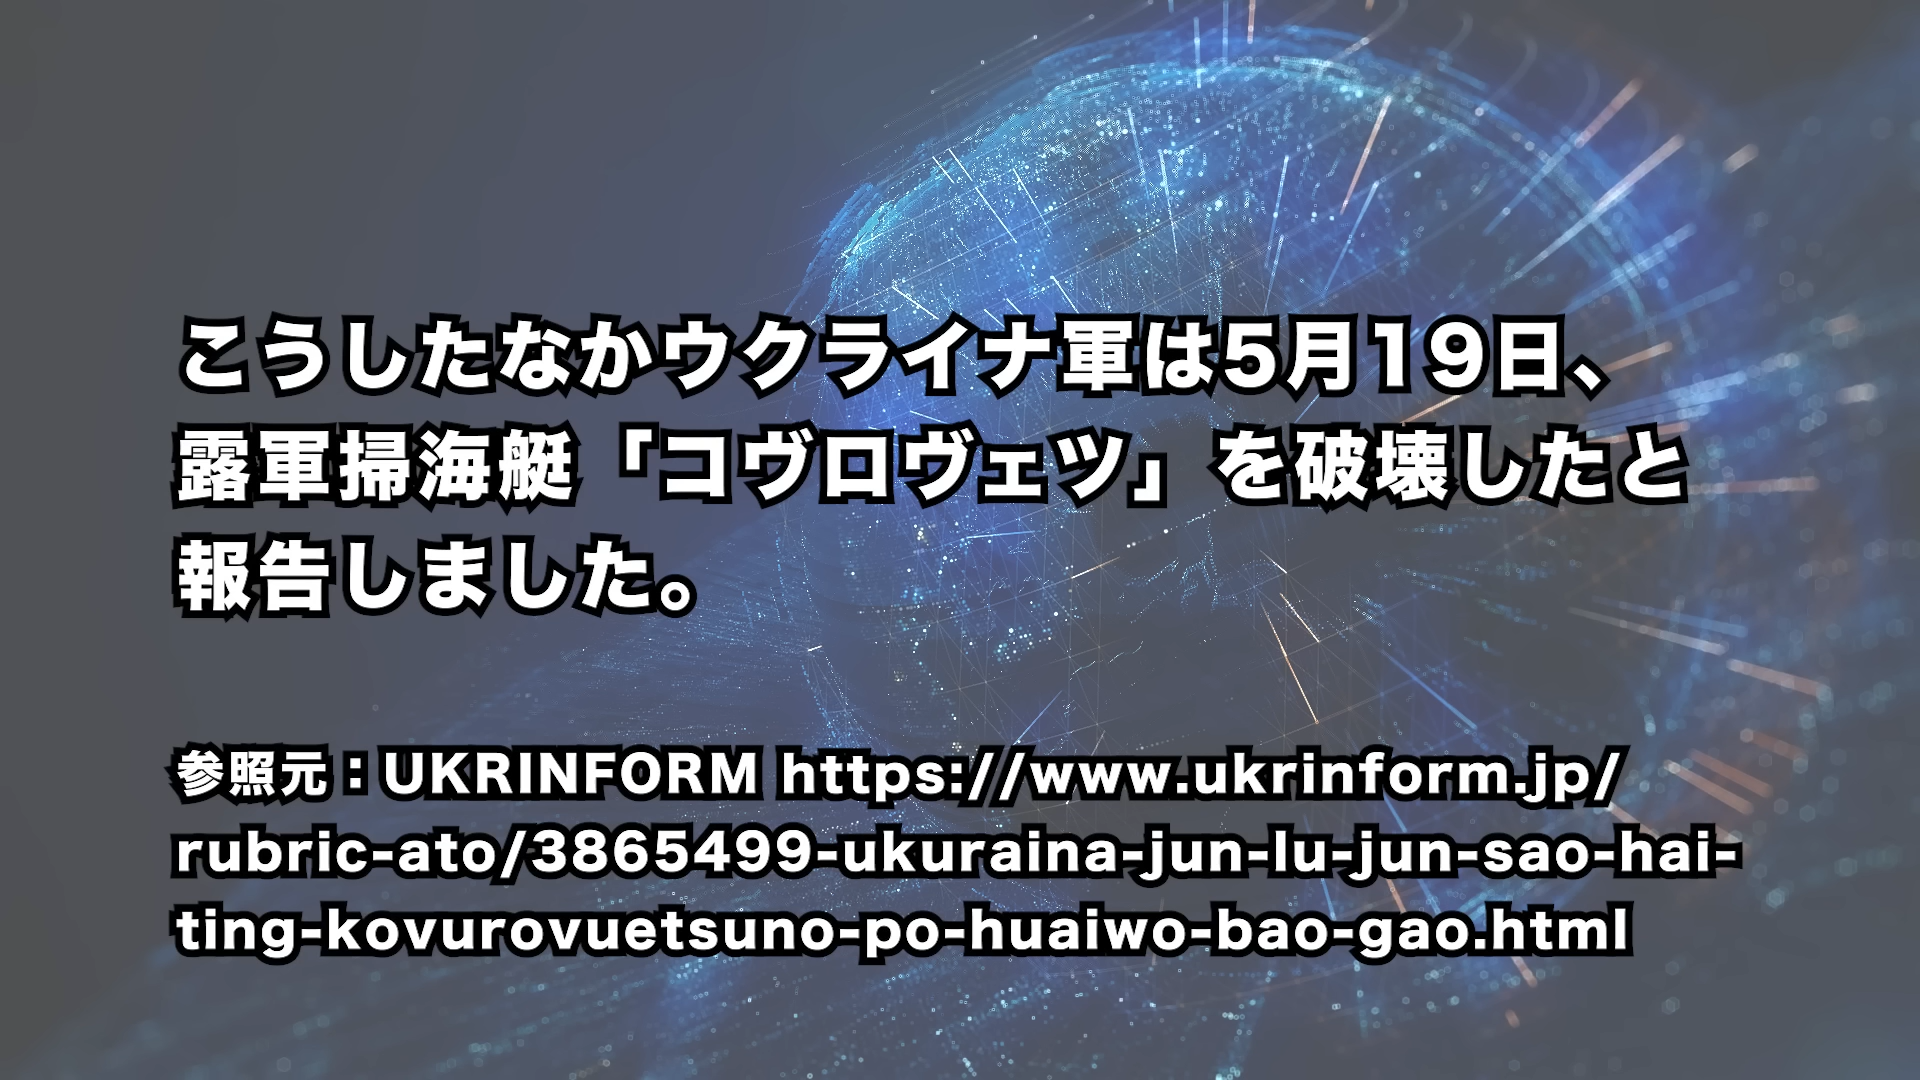 こうしたなかウクライナ軍は5月19日、
露軍掃海艇「コヴロヴェツ」を破壊したと
報告しました。
参照元：UKRINFORM https://www.ukrinform.jp/
rubric-ato/3865499-ukuraina-jun-lu-jun-sao-hai-
ting-kovurovuetsuno-po-huaiwo-bao-gao.html